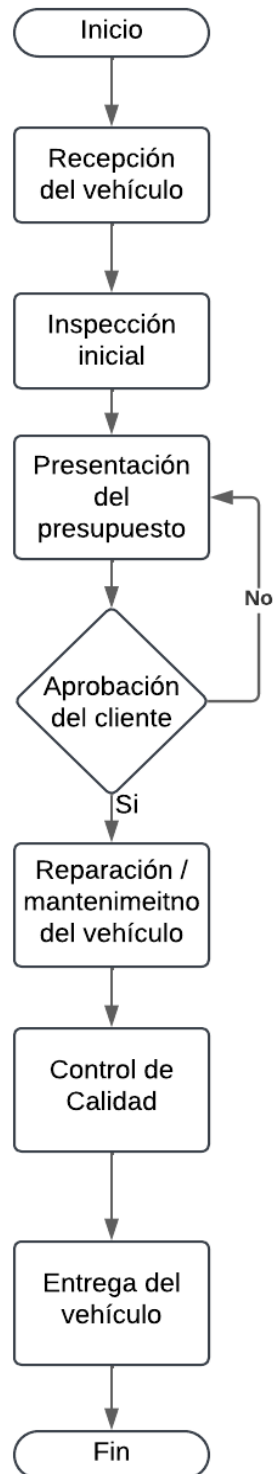 Inicio
Recepción
del vehículo
Inspección
inicial
Presentación
del
presupuesto
No
Aprobación
del cliente
Si
Reparación /
mantenimeitno
del vehículo
Control de
Calidad
Entrega del
vehículo
Fin